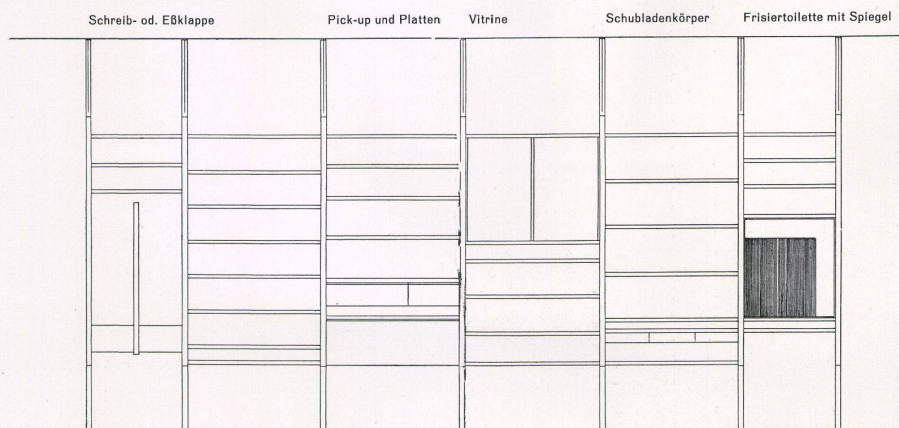 Schreib- od. Eßklappe
Pick-up und Platten
Vitrine
Schubladenkörper
Frisiertoilette mit Spiegel